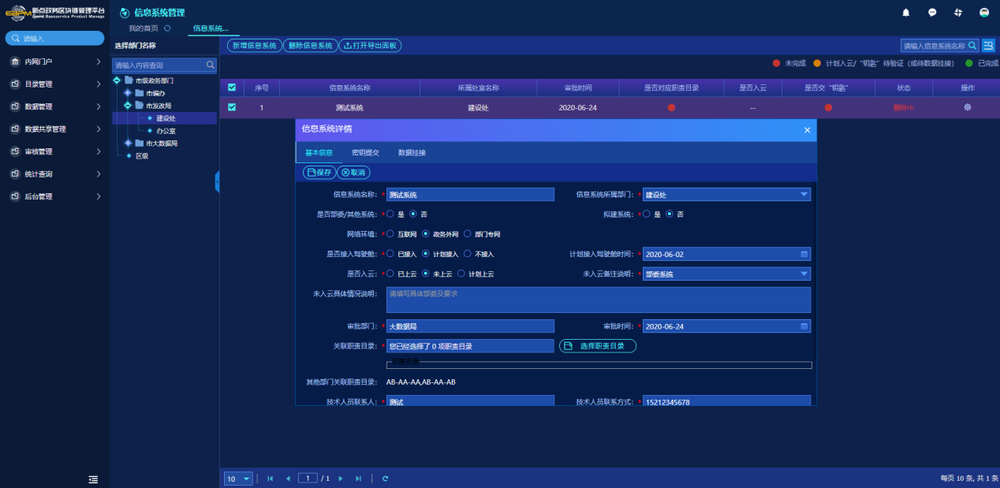 新点政务区块链管理平台
信息系统管理
我的首页
信息系统...
请输入
内网门户
目录管理
数据管理
数据共享管理
审核管理
统计查询
后台管理
选择部门名称
请输入内容查询
市级政务部门
市编办
市发改局
建设处
办公室
市大数据局
区级
新增信息系统 删除信息系统 打开导出面板
请输入信息系统名称
未完成 计划入云/“钥匙”待验证（或待数据挂接） 已完成
序号 信息系统名称 所属处室名称 审批时间 是否对应职责目录 是否入云 是否交“钥匙” 状态 操作
1 测试系统 建设处 2020-06-24 -- 删除中
信息系统详情
基本信息 密钥提交 数据挂接
保存 取消
信息系统名称： * 测试系统 信息系统所属部门： * 建设处
是否部委/其他系统： * 是 否 拟建系统： * 是 否
网络环境： * 互联网 政务外网 部门专网
是否接入驾驶舱： * 已接入 计划接入 不接入 计划接入驾驶舱时间： * 2020-06-02
是否入云： * 已上云 未上云 计划上云 未入云备注说明： * 部委系统
未入云具体情况说明： 请填写具体部委及要求
审批部门： * 大数据局 审批时间： * 2020-06-24
关联职责目录： * 您已经选择了 0 项职责目录 选择职责目录
职责目录
其他部门关联职责目录： AB-AA-AA,AB-AA-AB
技术人员联系人： * 测试 技术人员联系方式： * 15212345678
10 1 / 1 每页 10 条, 共 1 条